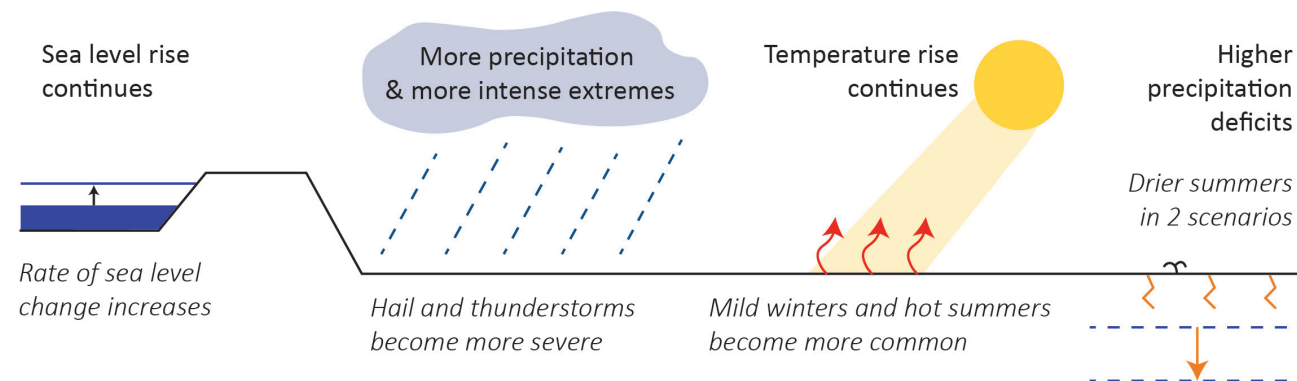 Sea level rise
continues
More precipitation
& more intense extremes
Temperature rise
continues
Higher
precipitation
deficits
Drier summers
in 2 scenarios
Rate of sea level
change increases
Hail and thunderstorms
become more severe
Mild winters and hot summers
become more common